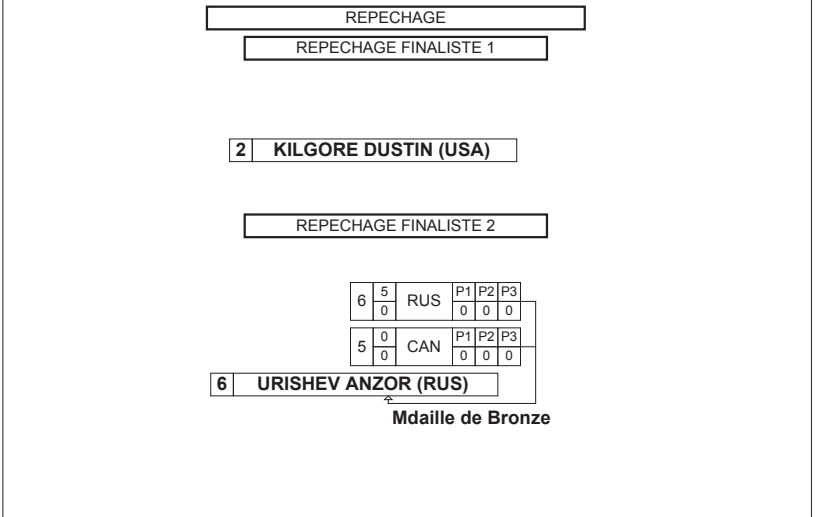 REPECHAGE
REPECHAGE FINALISTE 1
2 KILGORE DUSTIN (USA)
REPECHAGE FINALISTE 2
6 5 RUS P1 P2 P3
0 0 0 0
5 0 CAN P1 P2 P3
0 0 0 0
6 URISHEV ANZOR (RUS)
Mdaille de Bronze